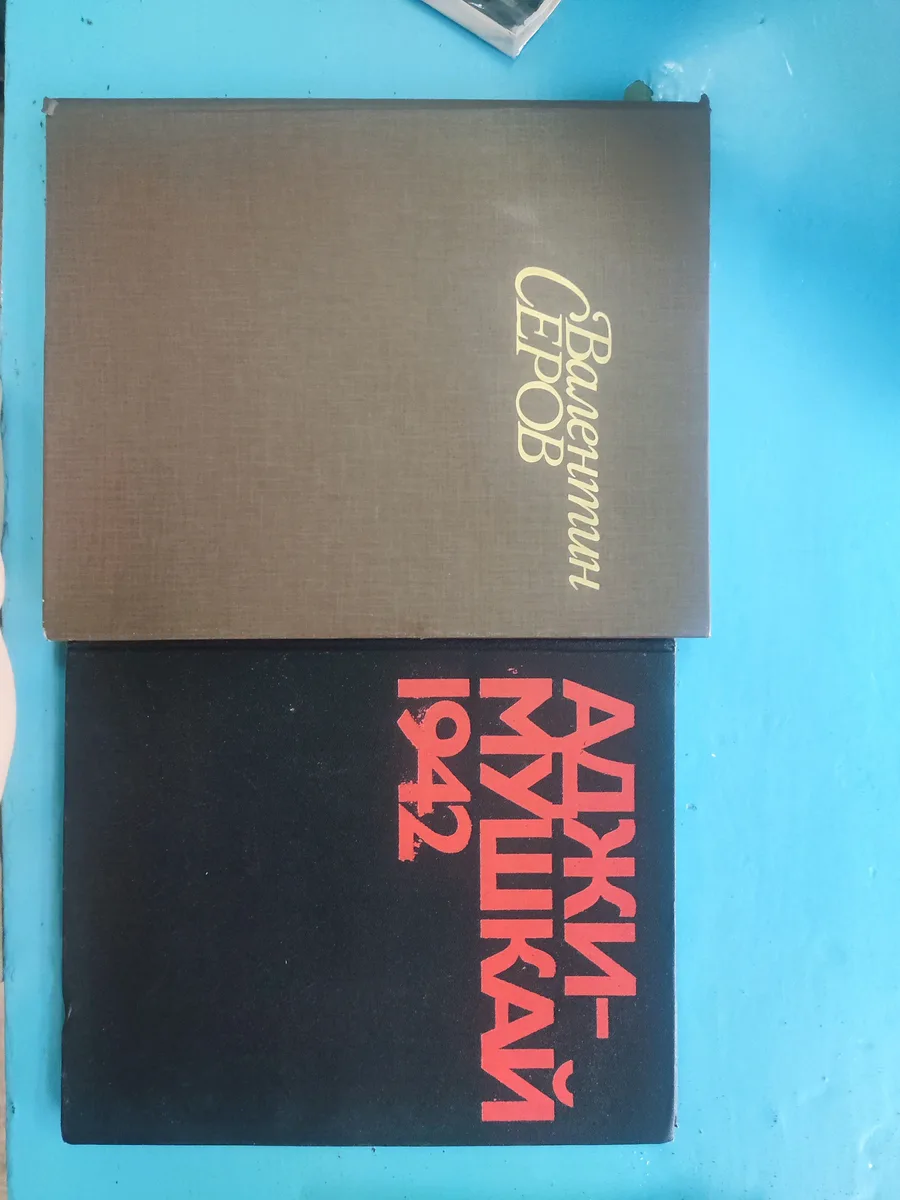 Валентин
СЕРОВ
АДЖИ-
МУШКАЙ
1942